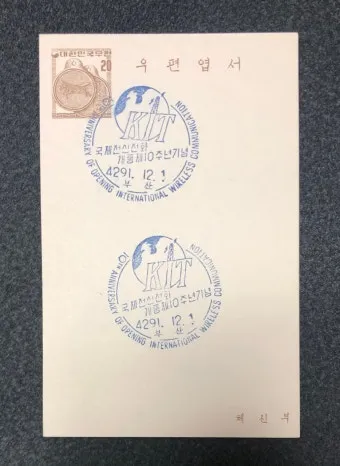 대한민국우표
20
우편엽서
KIT
국제전신전화
개통제10주년기념
4291. 12. 1
부산
10TH ANNIVERSARY OF OPENING INTERNATIONAL WIRELESS COMMUNICATION
KIT
국제전신전화
개통제10주년기념
4291. 12. 1
부산
10TH ANNIVERSARY OF OPENING INTERNATIONAL WIRELESS COMMUNICATION
체신부